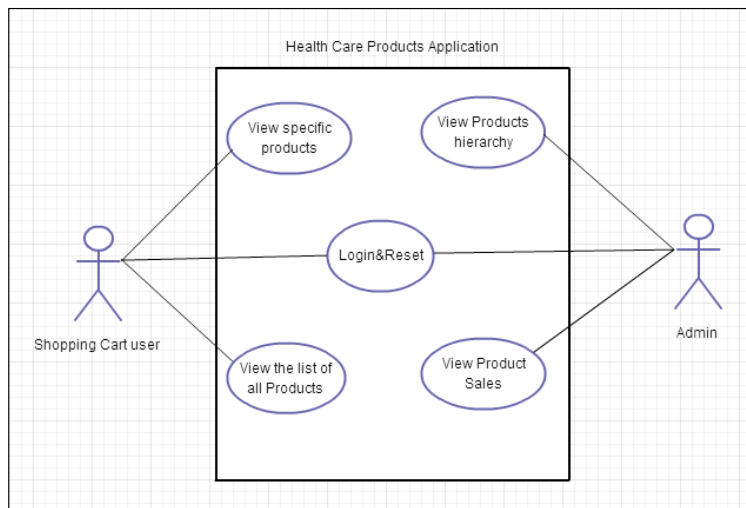 Health Care Products Application
View specific
products
View Products
hierarchy
Login&Reset
Shopping Cart user
Admin
View the list of
all Products
View Product
Sales